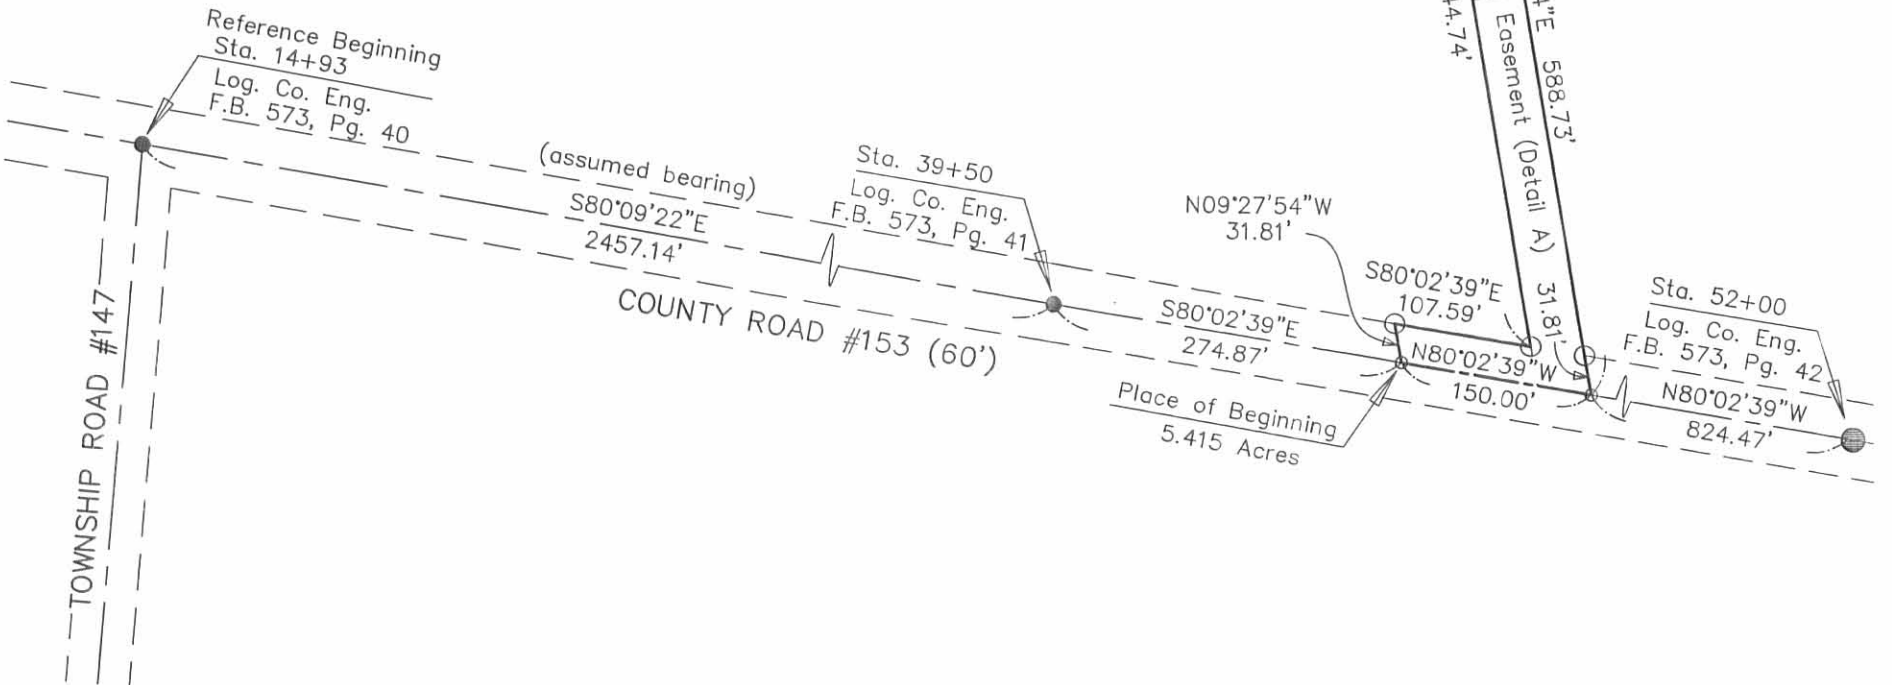 Reference Beginning
Sta. 14+93
Log. Co. Eng.
F.B. 573, Pg. 40
(assumed bearing)
S80°09'22"E
2457.14'
COUNTY ROAD #153 (60')
TOWNSHIP ROAD #147
Sta. 39+50
Log. Co. Eng.
F.B. 573, Pg. 41
S80°02'39"E
274.87'
N09°27'54"W
31.81'
S80°02'39"E
107.59'
N80°02'39"W
150.00'
Place of Beginning
5.415 Acres
44.74'
Easement (Detail A)
4"E 588.73'
31.81'
Sta. 52+00
Log. Co. Eng.
F.B. 573, Pg. 42
N80°02'39"W
824.47'